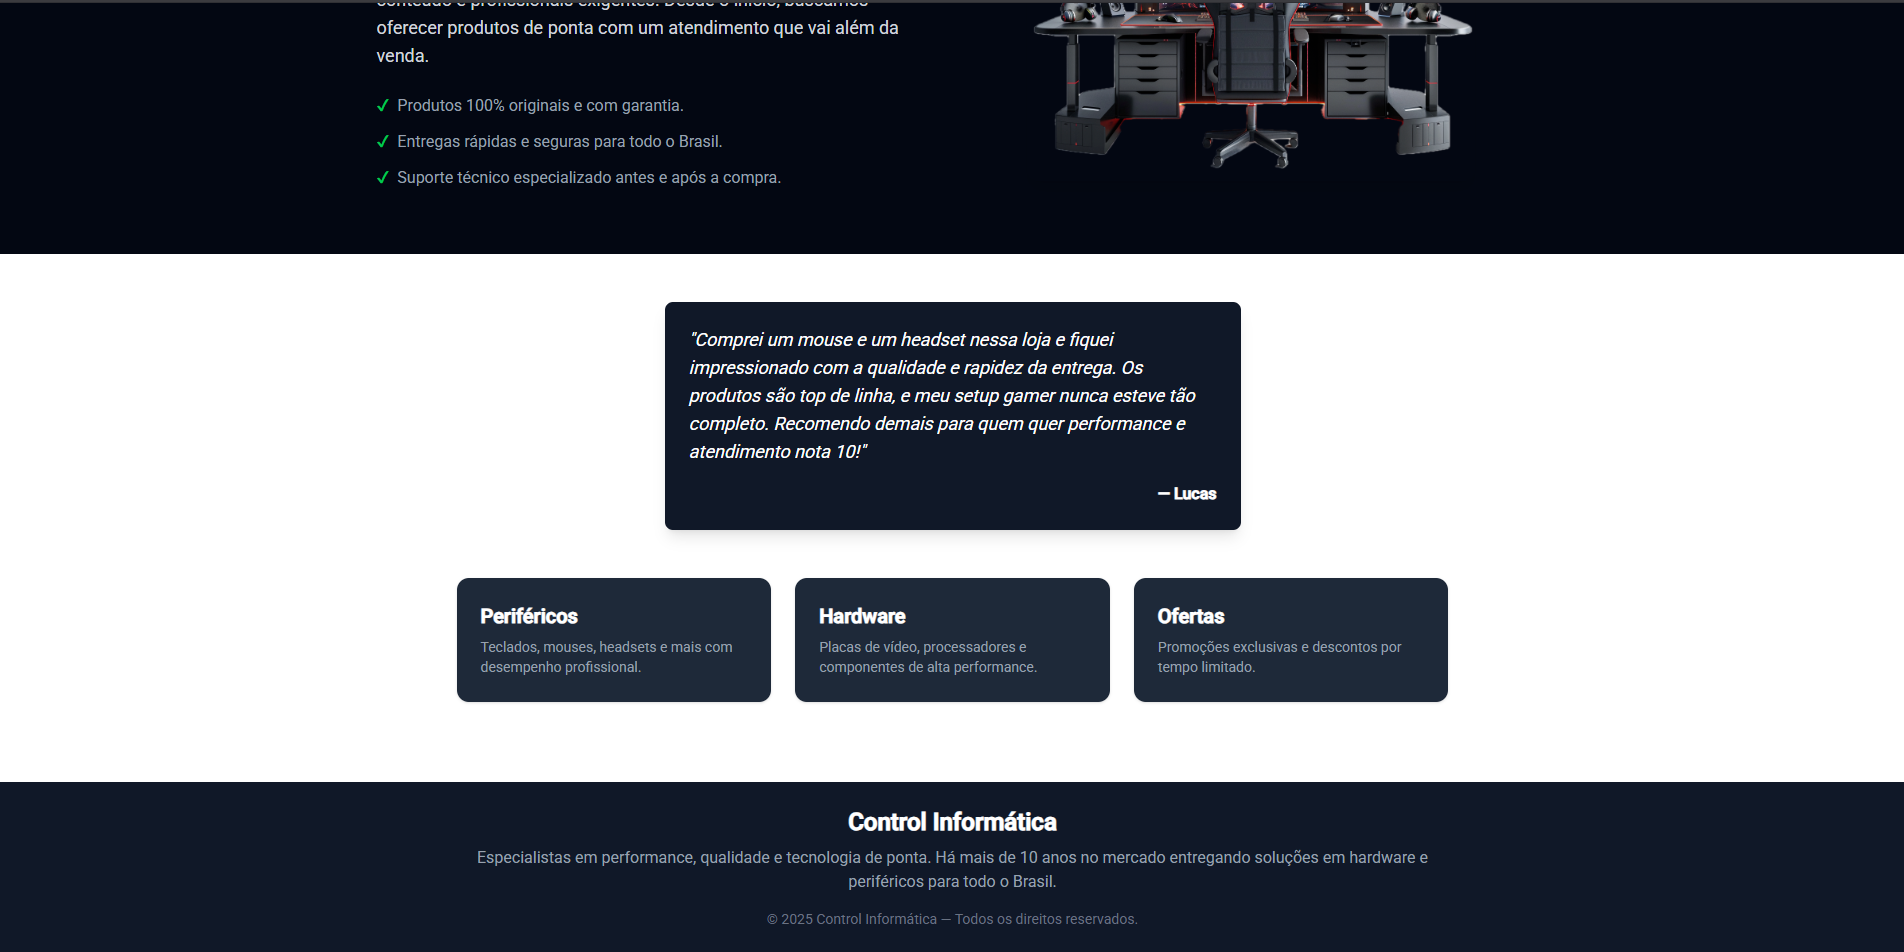 conteúdo e profissionais exigentes. Desde o início, buscamos
oferecer produtos de ponta com um atendimento que vai além da
venda.
✓ Produtos 100% originais e com garantia.
✓ Entregas rápidas e seguras para todo o Brasil.
✓ Suporte técnico especializado antes e após a compra.
"Comprei um mouse e um headset nessa loja e fiquei
impressionado com a qualidade e rapidez da entrega. Os
produtos são top de linha, e meu setup gamer nunca esteve tão
completo. Recomendo demais para quem quer performance e
atendimento nota 10!"
— Lucas
Periféricos
Teclados, mouses, headsets e mais com
desempenho profissional.
Hardware
Placas de vídeo, processadores e
componentes de alta performance.
Ofertas
Promoções exclusivas e descontos por
tempo limitado.
Control Informática
Especialistas em performance, qualidade e tecnologia de ponta. Há mais de 10 anos no mercado entregando soluções em hardware e
periféricos para todo o Brasil.
© 2025 Control Informática — Todos os direitos reservados.